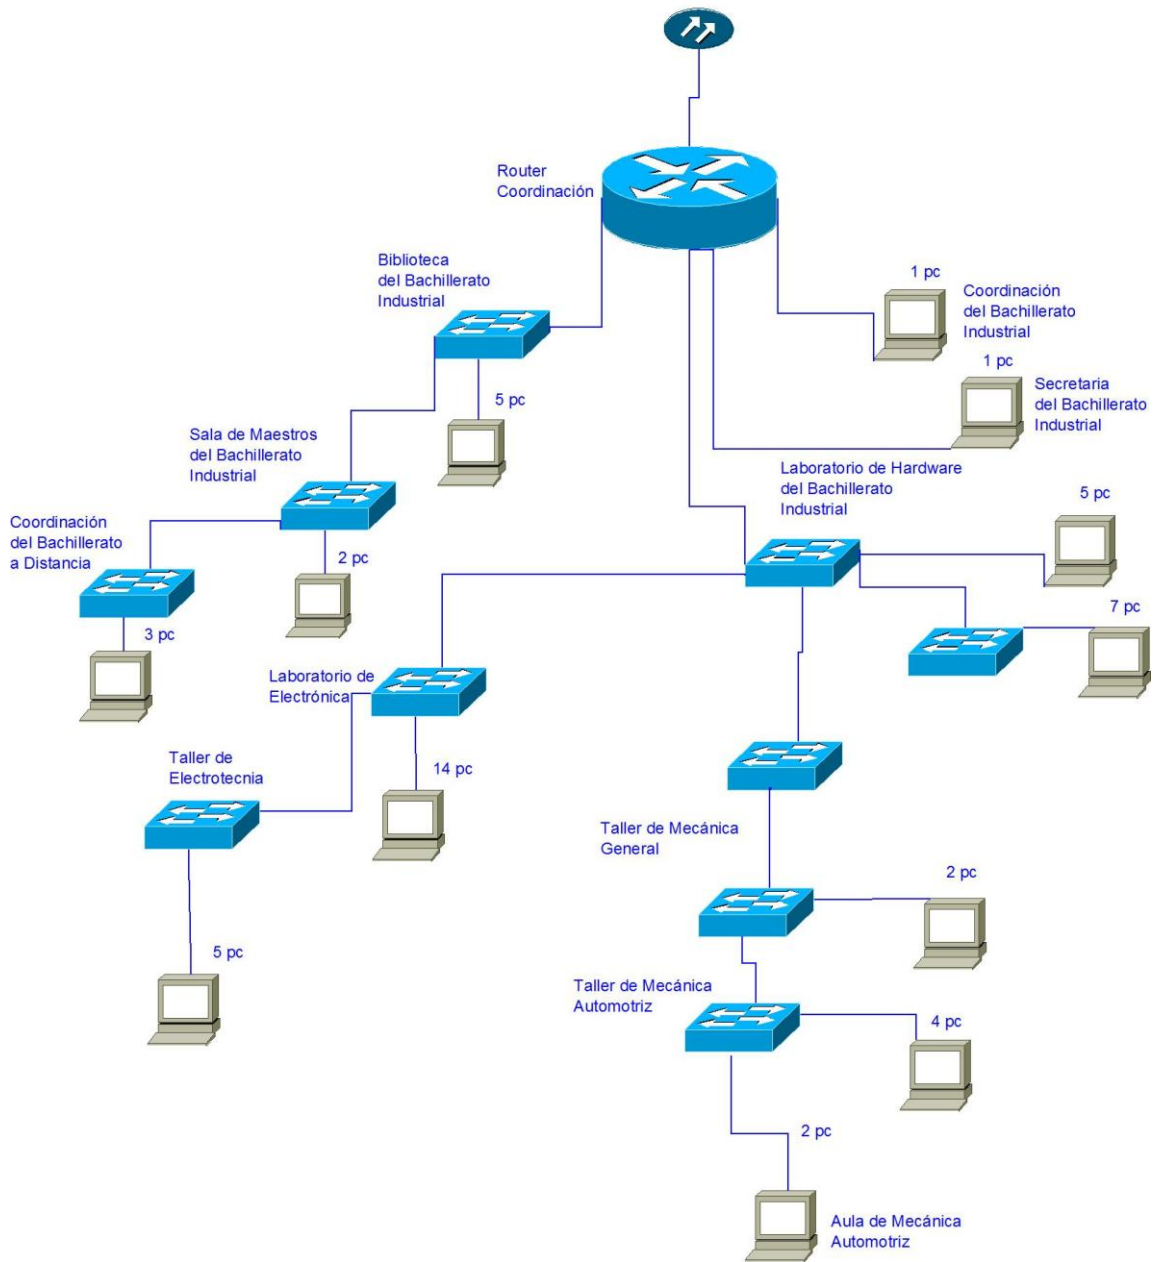 Router
Coordinación
Biblioteca
del Bachillerato
Industrial
1 pc
Coordinación
del Bachillerato
Industrial
1 pc
Secretaria
del Bachillerato
Industrial
5 pc
Sala de Maestros
del Bachillerato
Industrial
Laboratorio de Hardware
del Bachillerato
Industrial
5 pc
Coordinación
del Bachillerato
a Distancia
2 pc
7 pc
3 pc
Laboratorio de
Electrónica
Taller de
Electrotecnia
14 pc
Taller de Mecánica
General
2 pc
5 pc
Taller de Mecánica
Automotriz
4 pc
2 pc
Aula de Mecánica
Automotriz